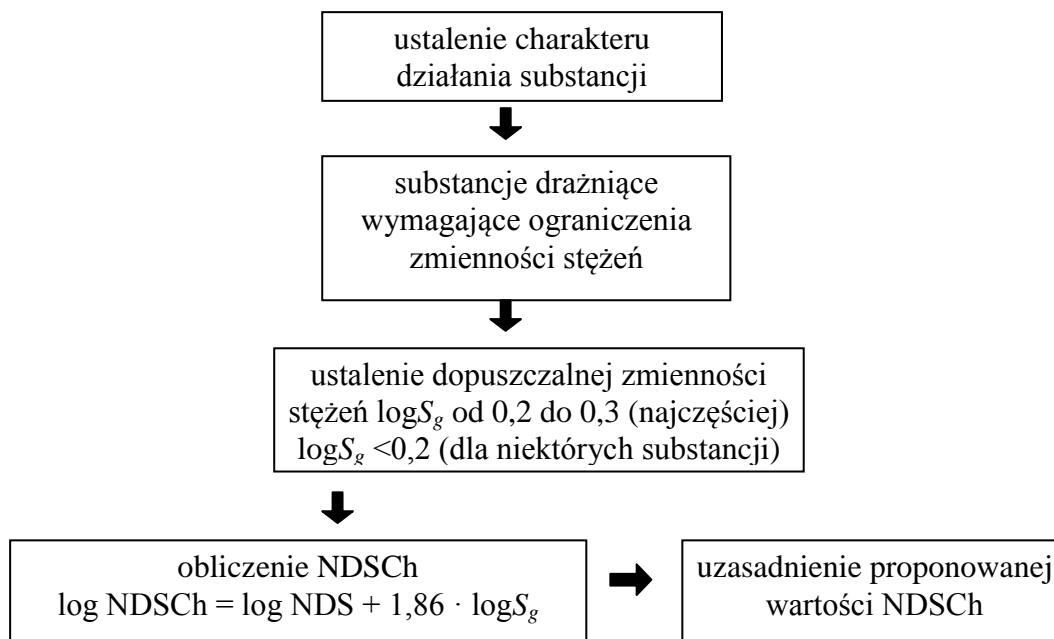 ustalenie charakteru
działania substancji
substancje drażniące
wymagające ograniczenia
zmienności stężeń
ustalenie dopuszczalnej zmienności
stężeń logSg od 0,2 do 0,3 (najczęściej)
logSg <0,2 (dla niektórych substancji)
obliczenie NDSCh
log NDSCh = log NDS + 1,86 · logSg
uzasadnienie proponowanej
wartości NDSCh